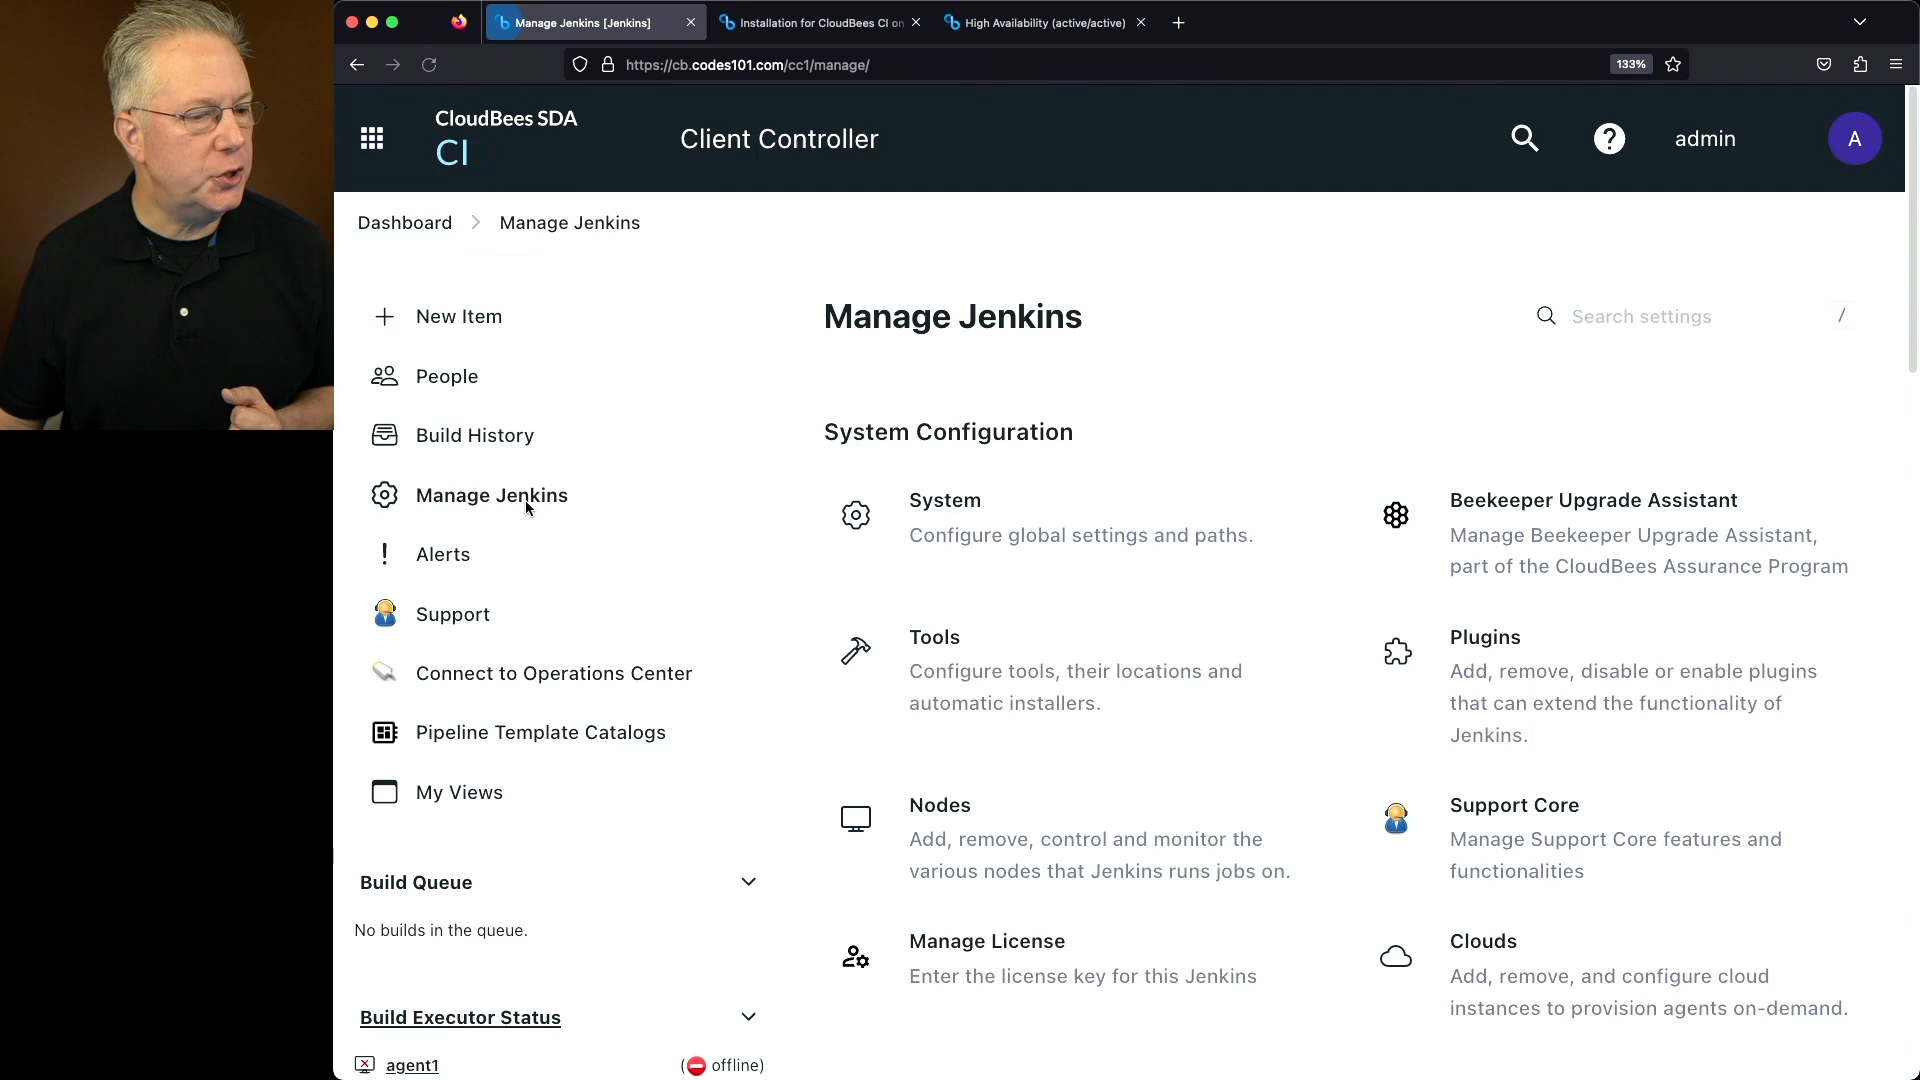 Manage Jenkins [Jenkins]
Installation for CloudBees CI on
High Availability (active/active)
https://cb.codes101.com/cc1/manage/
133%
CloudBees SDA
CI
Client Controller
admin
A
Dashboard
Manage Jenkins
New Item
People
Build History
Manage Jenkins
Alerts
Support
Connect to Operations Center
Pipeline Template Catalogs
My Views
Build Queue
No builds in the queue.
Build Executor Status
agent1
(offline)
Manage Jenkins
Search settings
/
System Configuration
System
Configure global settings and paths.
Beekeeper Upgrade Assistant
Manage Beekeeper Upgrade Assistant,
part of the CloudBees Assurance Program
Tools
Configure tools, their locations and
automatic installers.
Plugins
Add, remove, disable or enable plugins
that can extend the functionality of
Jenkins.
Nodes
Add, remove, control and monitor the
various nodes that Jenkins runs jobs on.
Support Core
Manage Support Core features and
functionalities
Manage License
Enter the license key for this Jenkins
Clouds
Add, remove, and configure cloud
instances to provision agents on-demand.